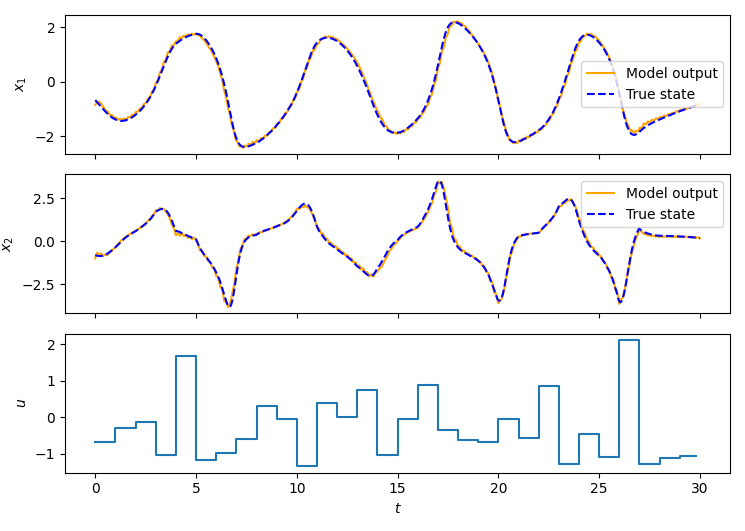 2
0
−2
x₁
Model output
True state
2.5
0.0
−2.5
x₂
Model output
True state
2
1
0
−1
u
0 5 10 15 20 25 30
t